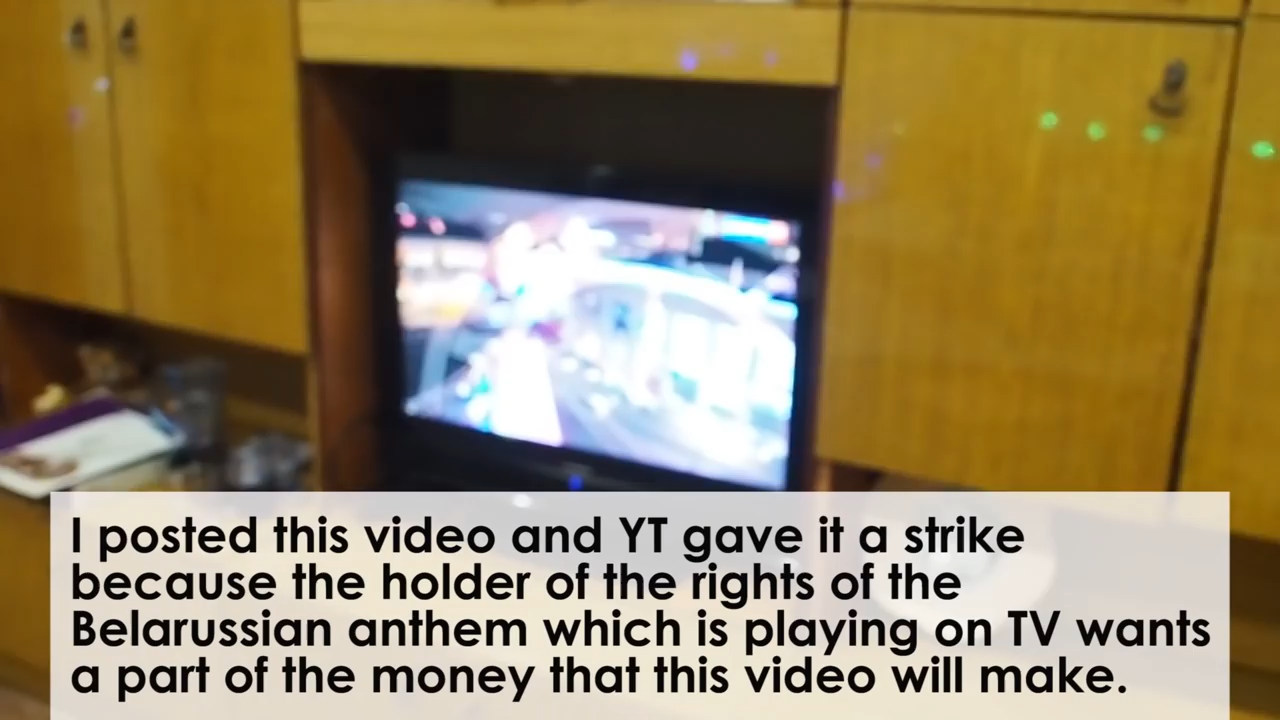 I posted this video and YT gave it a strike
because the holder of the rights of the
Belarussian anthem which is playing on TV wants
a part of the money that this video will make.